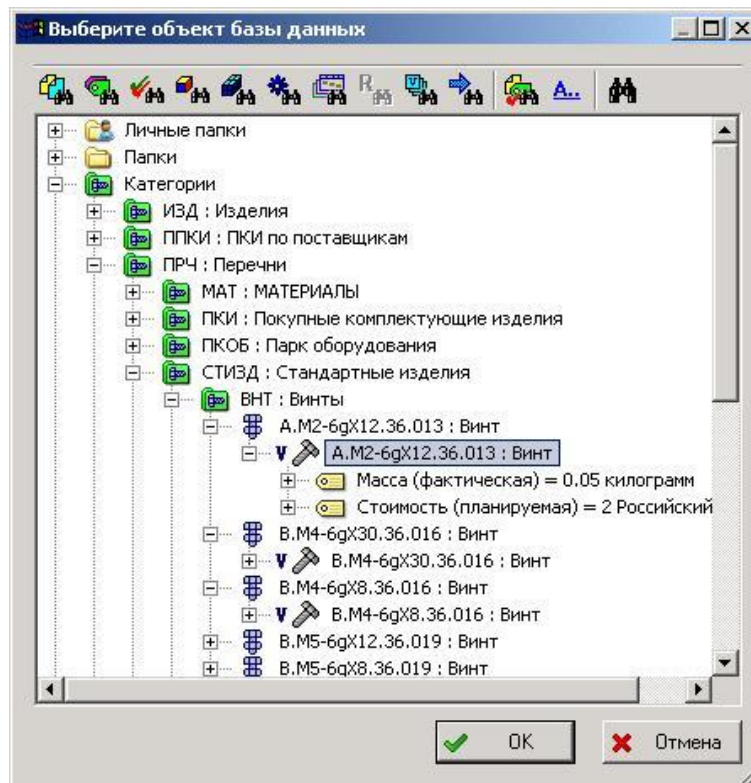 Выберите объект базы данных
R
A..
Личные папки
Папки
Категории
ИЗД : Изделия
ППКИ : ПКИ по поставщикам
ПРЧ : Перечни
МАТ : МАТЕРИАЛЫ
ПКИ : Покупные комплектующие изделия
ПКОБ : Парк оборудования
СТИЗД : Стандартные изделия
ВНТ : Винты
A.M2-6gX12.36.013 : Винт
V A.M2-6gX12.36.013 : Винт
Масса (фактическая) = 0.05 килограмм
Стоимость (планируемая) = 2 Российский
B.M4-6gX30.36.016 : Винт
V B.M4-6gX30.36.016 : Винт
B.M4-6gX8.36.016 : Винт
V B.M4-6gX8.36.016 : Винт
B.M5-6gX12.36.019 : Винт
B.M5-6gX8.36.019 : Винт
OK Отмена